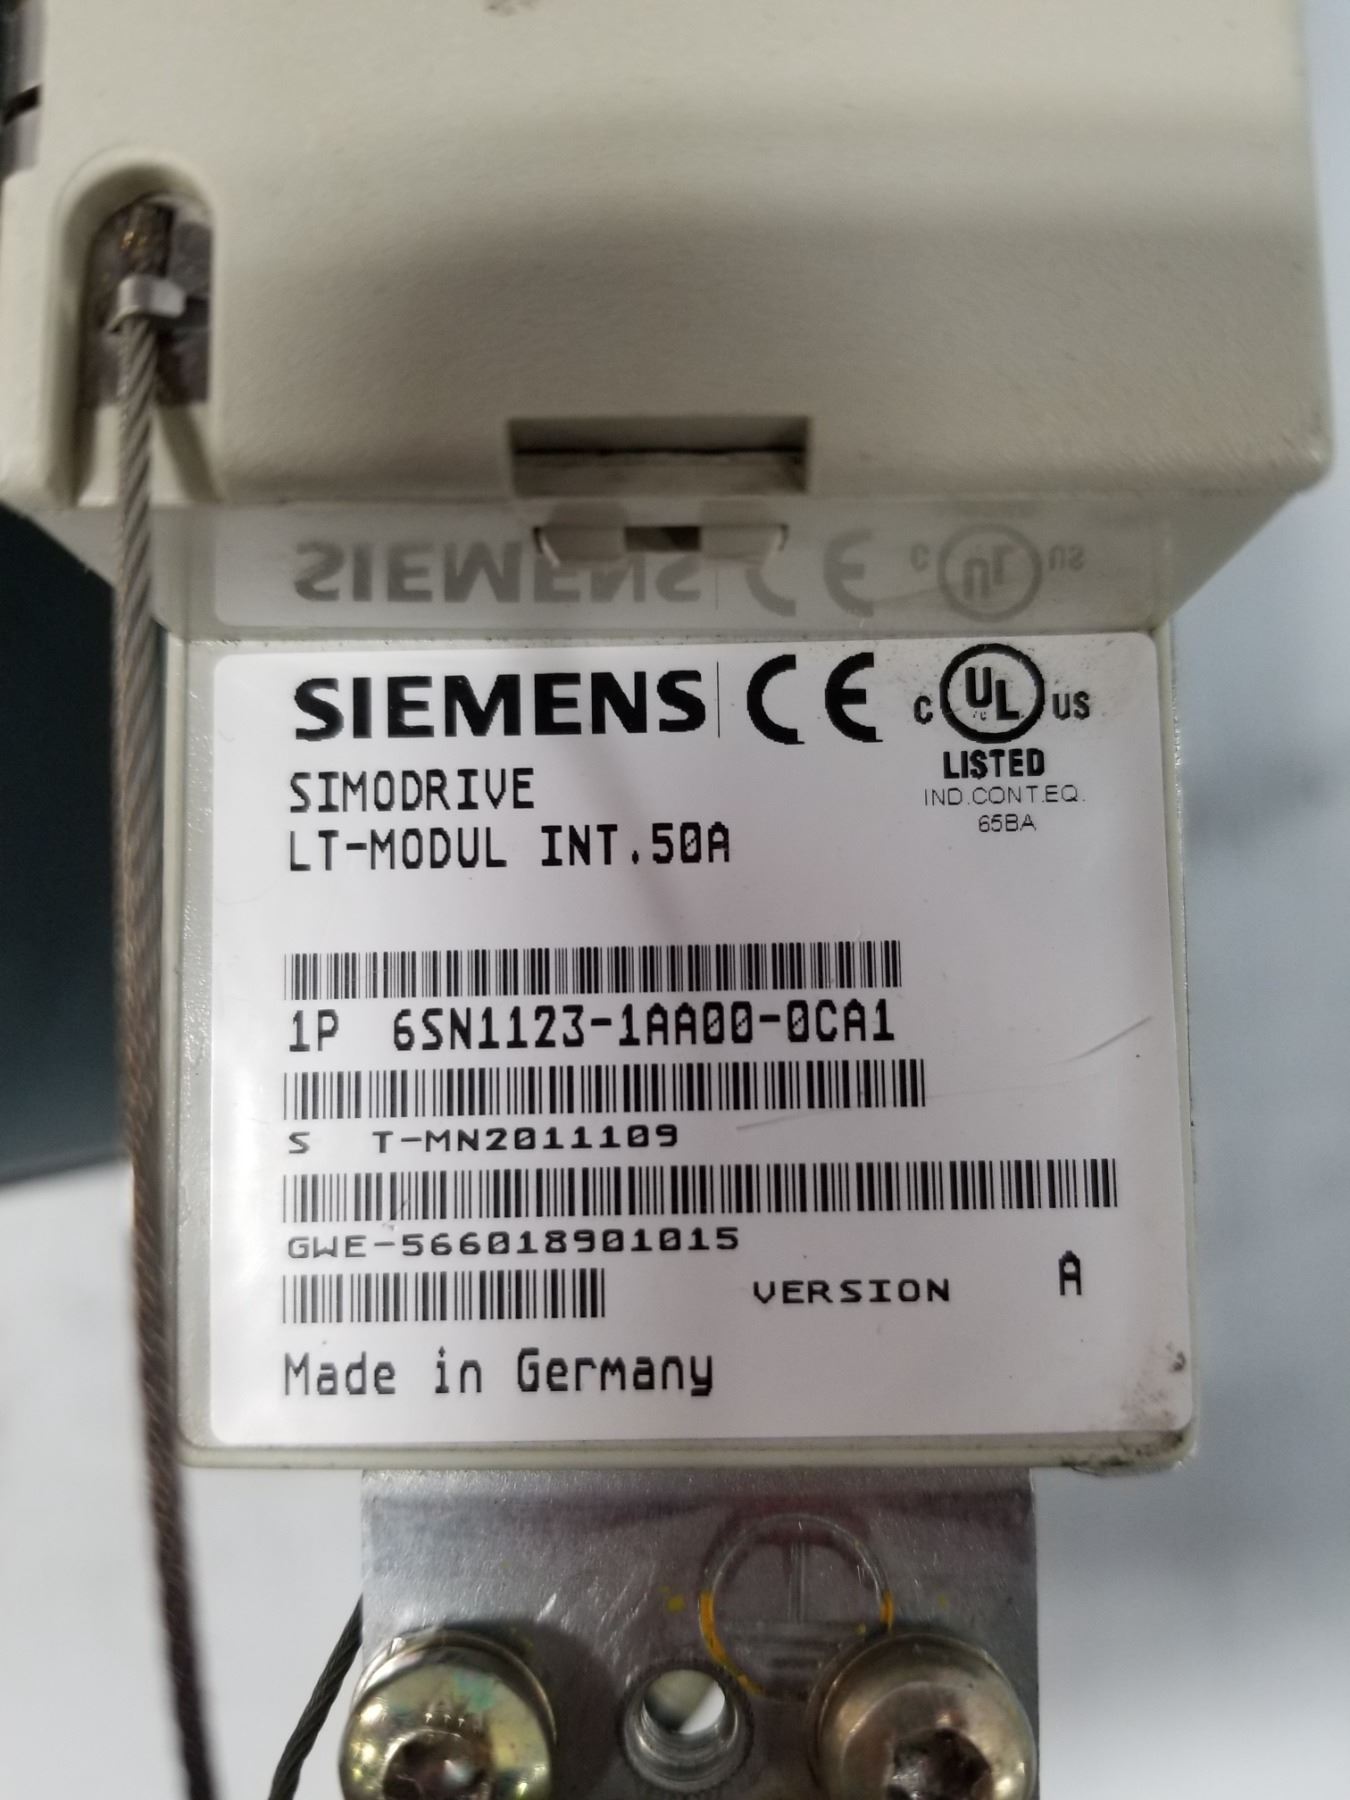 SIEMENS CE C UL US
LISTED
IND.CONT.EQ.
65BA
SIMODRIVE
LT-MODUL INT.50A
1P 6SN1123-1AA00-0CA1
S T-MN2011109
GWE-566018901015
VERSION A
Made in Germany